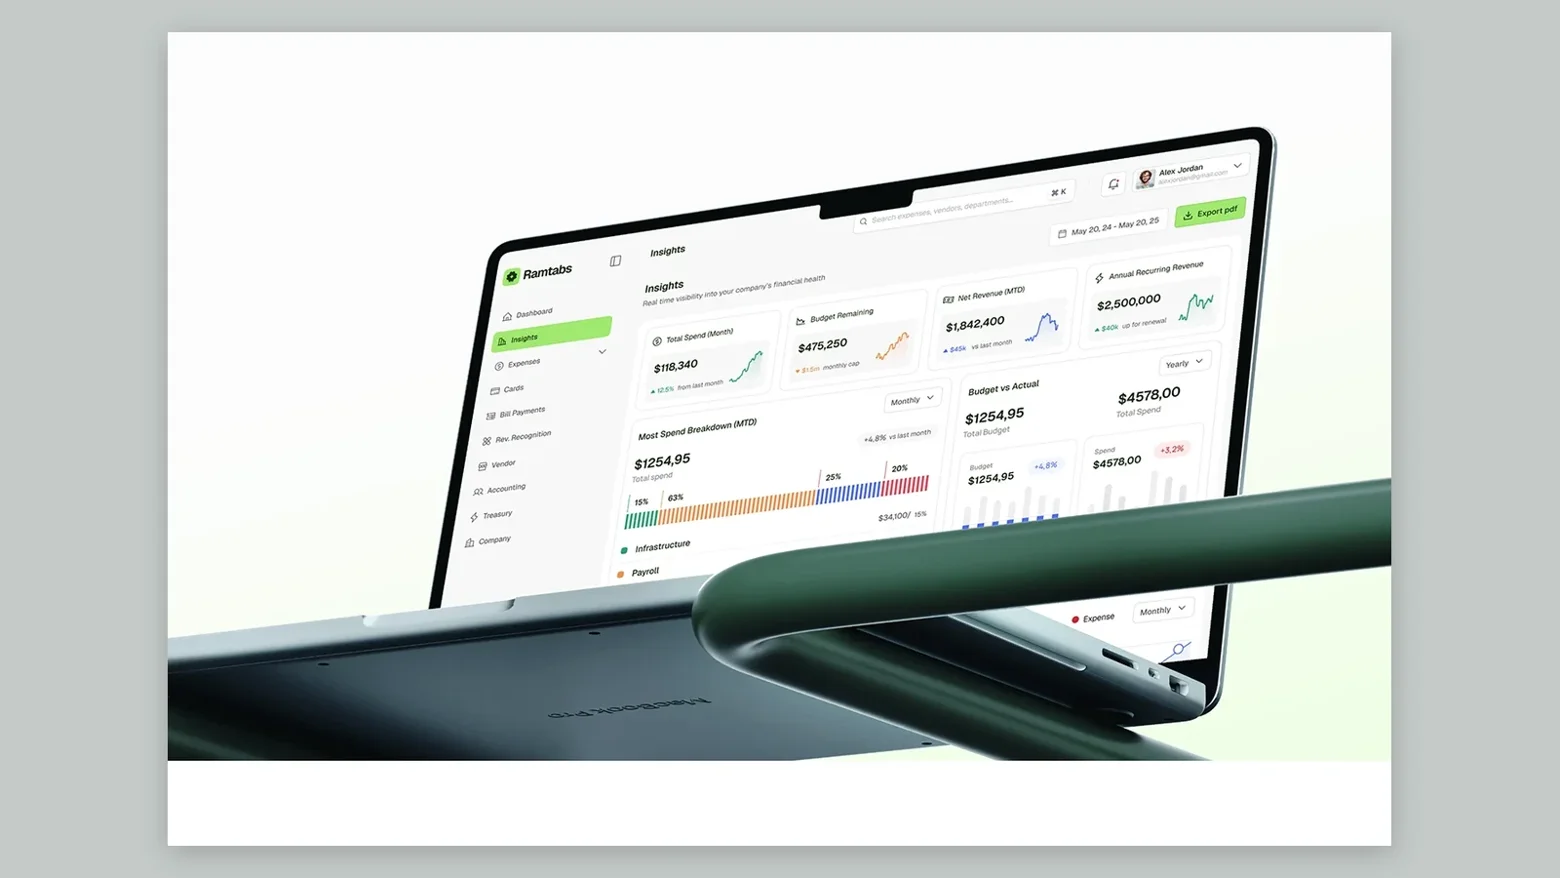 Ramtabs
Dashboard
Insights
Expenses
Cards
Bill Payments
Rev. Recognition
Vendor
Accounting
Treasury
Company
Insights
Search expenses, vendors, departments...
⌘ K
Alex Jordan
alexjordan@gmail.com
Insights
Real time visibility into your company's financial health
May 20, 24 - May 20, 25
Export pdf
Total Spend (Month)
$118,340
12.5% from last month
Budget Remaining
$475,250
$1.5m monthly cap
Net Revenue (MTD)
$1,842,400
$45k vs last month
Annual Recurring Revenue
$2,500,000
$40k up for renewal
Most Spend Breakdown (MTD)
Monthly
$1254,95
Total spend
+4,8% vs last month
15%
63%
25%
20%
$34,100/ 15%
Infrastructure
Payroll
Budget vs Actual
Yearly
$1254,95
Total Budget
$4578,00
Total Spend
Budget
$1254,95
+4,8%
Spend
$4578,00
+3,2%
Expense
Monthly
MacBook Pro